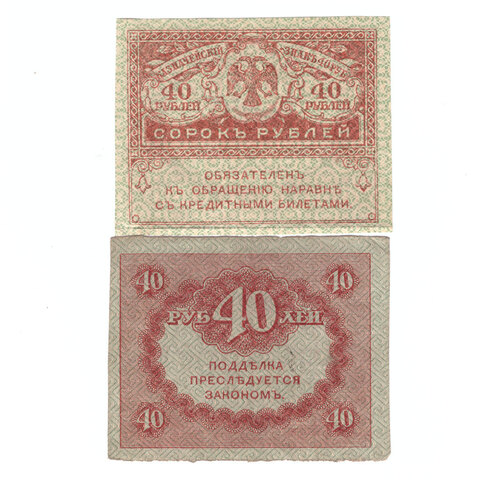 КАЗНАЧЕЙСКІЙ ЗНАКЪ
40 40
РУБЛЕЙ РУБЛЕЙ
СОРОКЪ РУБЛЕЙ
ОБЯЗАТЕЛЕНЪ
КЪ ОБРАЩЕНІЮ НАРАВНѢ
СЪ КРЕДИТНЫМИ БИЛЕТАМИ.
40 40
РУБ 40 ЛЕЙ
ПОДДѢЛКА
ПРЕСЛѢДУЕТСЯ
ЗАКОНОМЪ.
40 40